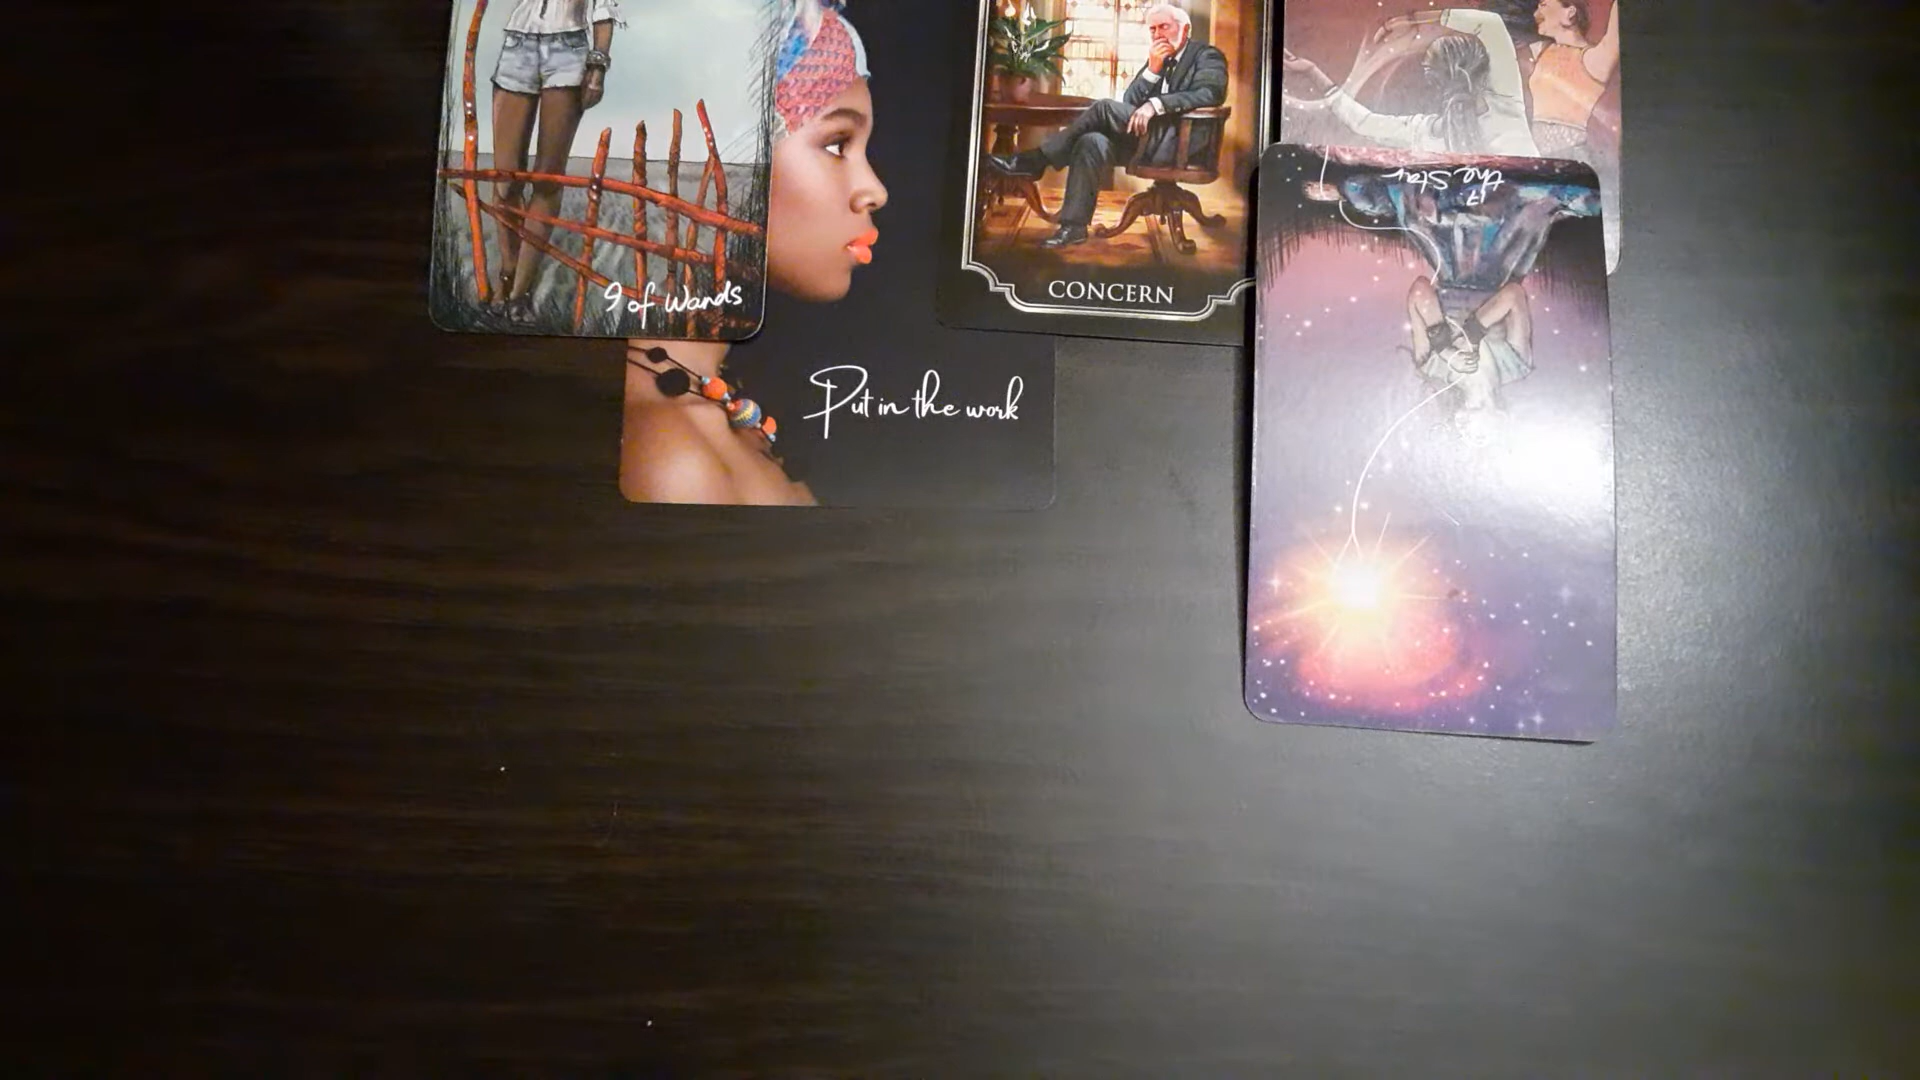 9 of Wands
CONCERN
17
the Star
Put in the work